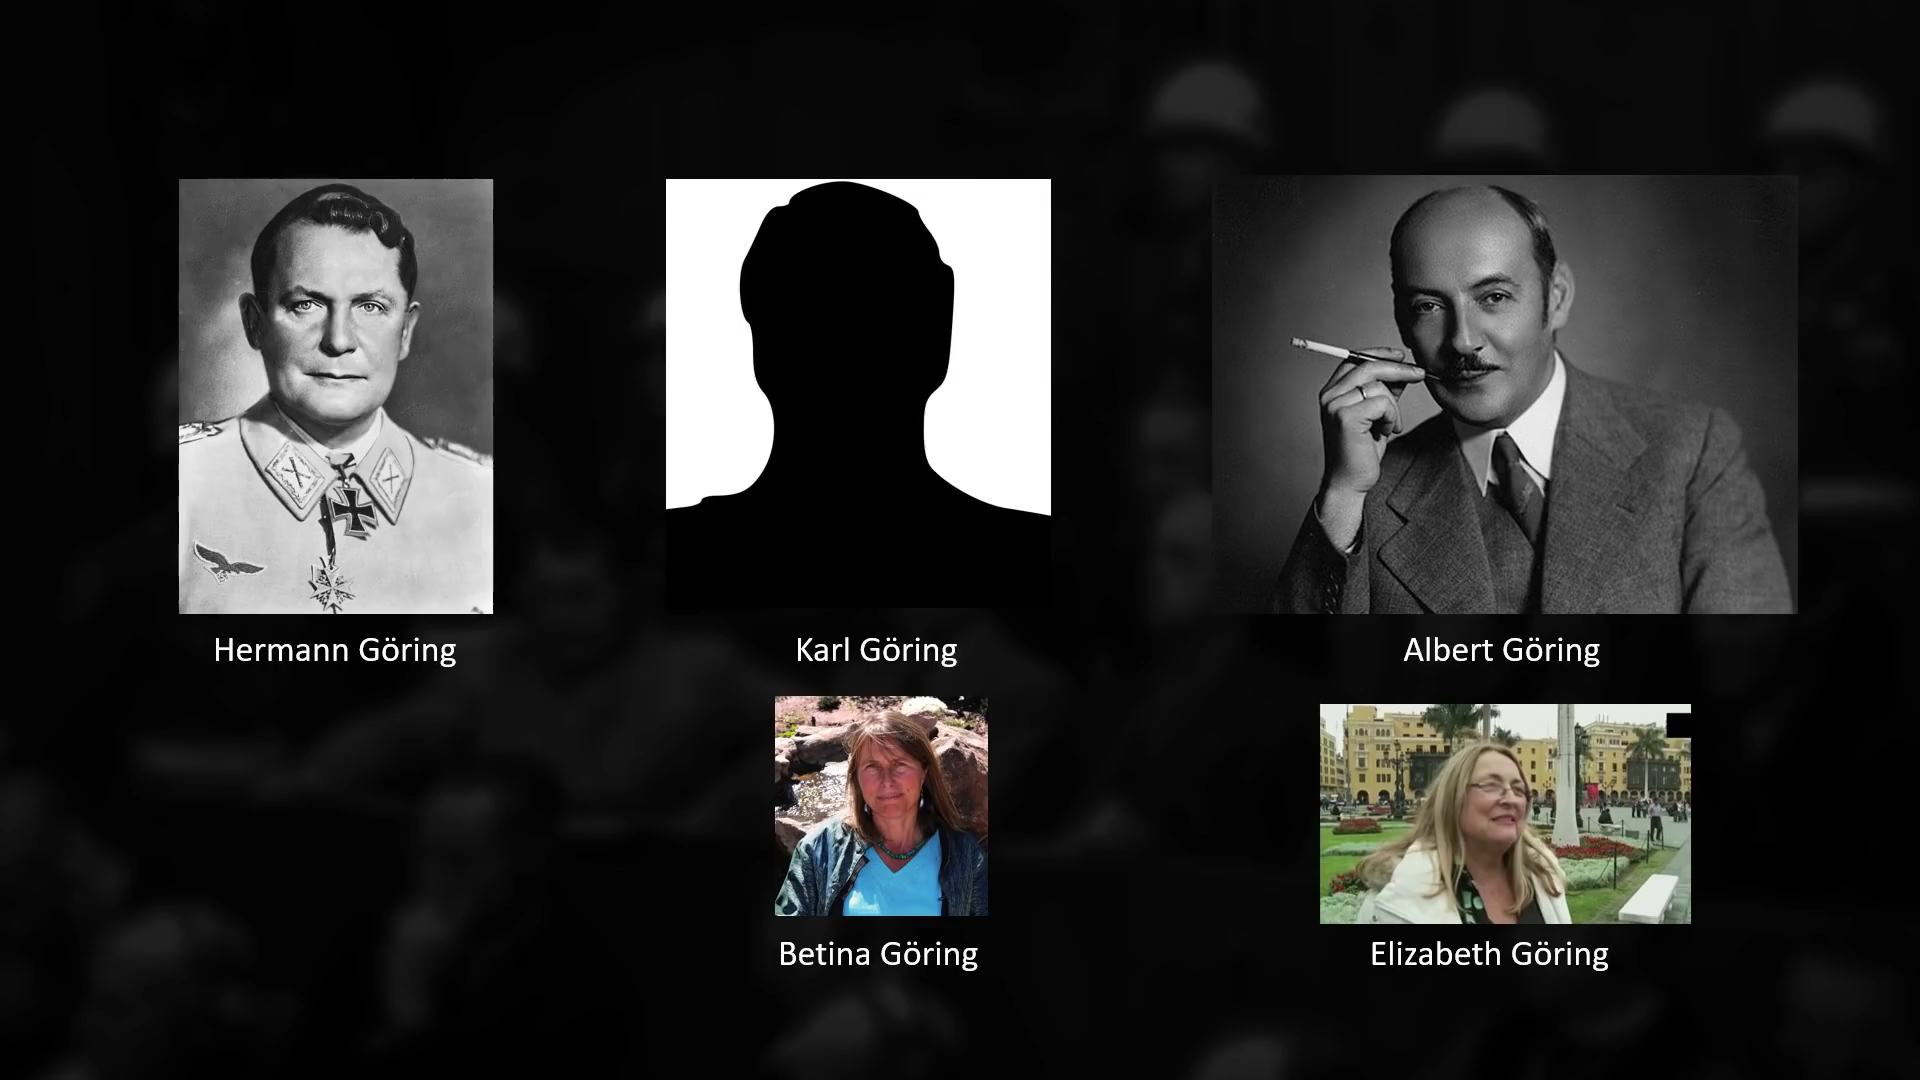 Hermann Göring
Karl Göring
Albert Göring
Betina Göring
Elizabeth Göring